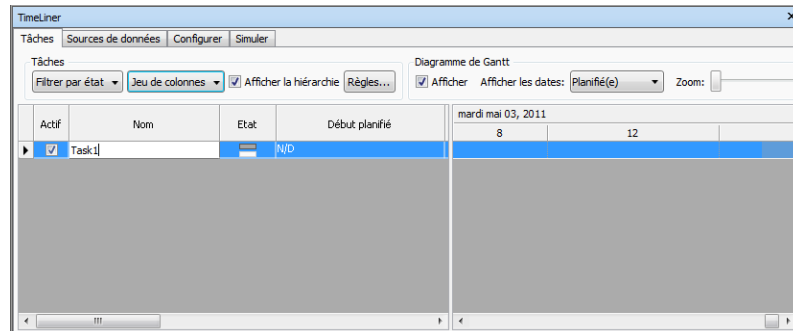 TimeLiner
Tâches Sources de données Configurer Simuler
Tâches
Filtrer par état Jeu de colonnes Afficher la hiérarchie Règles...
Diagramme de Gantt
Afficher Afficher les dates: Planifié(e) Zoom:
Actif Nom Etat Début planifié
mardi mai 03, 2011
8 12
Task1 N/D